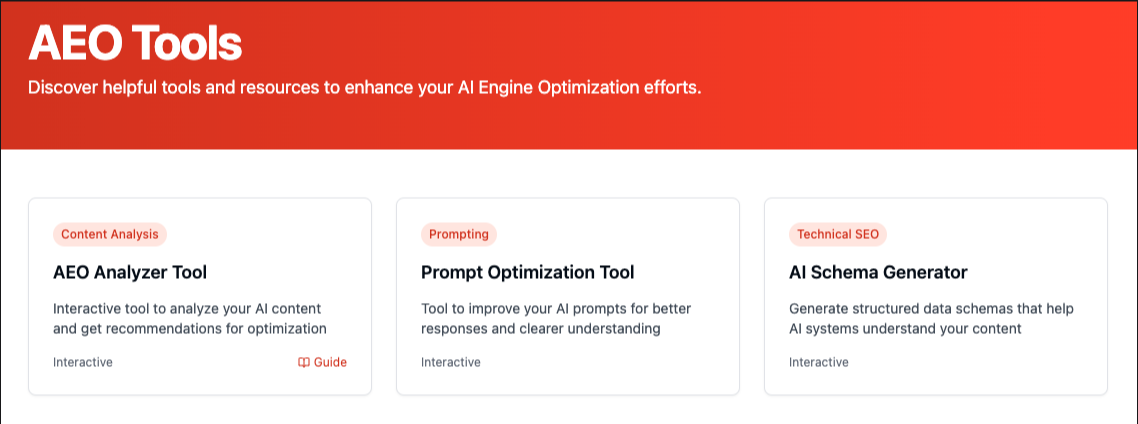 AEO Tools
Discover helpful tools and resources to enhance your AI Engine Optimization efforts.
Content Analysis
AEO Analyzer Tool
Interactive tool to analyze your AI content
and get recommendations for optimization
Interactive
Guide
Prompting
Prompt Optimization Tool
Tool to improve your AI prompts for better
responses and clearer understanding
Interactive
Technical SEO
AI Schema Generator
Generate structured data schemas that help
AI systems understand your content
Interactive